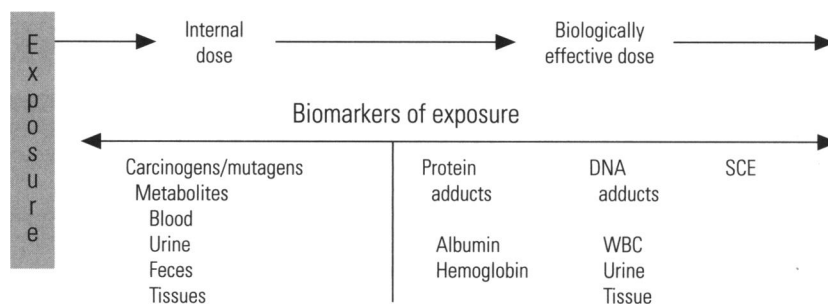 Exposure
Internal
dose
Biologically
effective dose
Biomarkers of exposure
Carcinogens/mutagens
Metabolites
Blood
Urine
Feces
Tissues
Protein
adducts
Albumin
Hemoglobin
DNA
adducts
WBC
Urine
Tissue
SCE